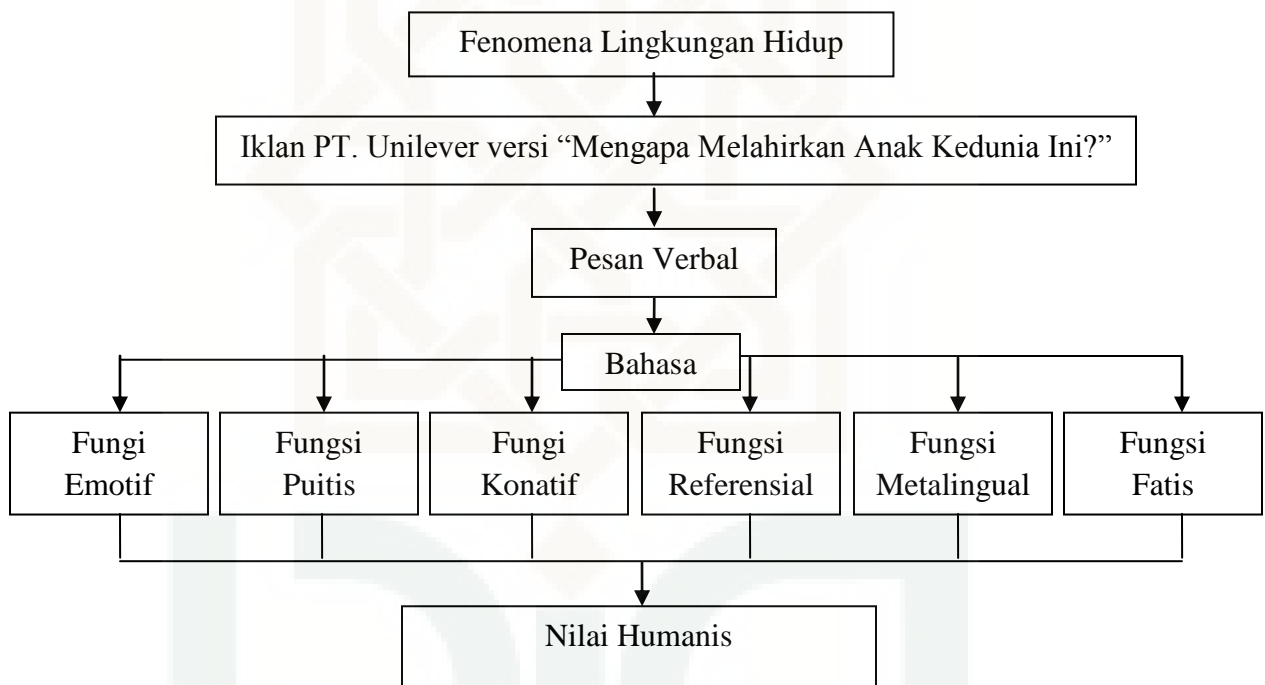 Fenomena Lingkungan Hidup
Iklan PT. Unilever versi “Mengapa Melahirkan Anak Kedunia Ini?”
Pesan Verbal
Bahasa
Fungi
Emotif
Fungsi
Puitis
Fungi
Konatif
Fungsi
Referensial
Fungsi
Metalingual
Fungsi
Fatis
Nilai Humanis